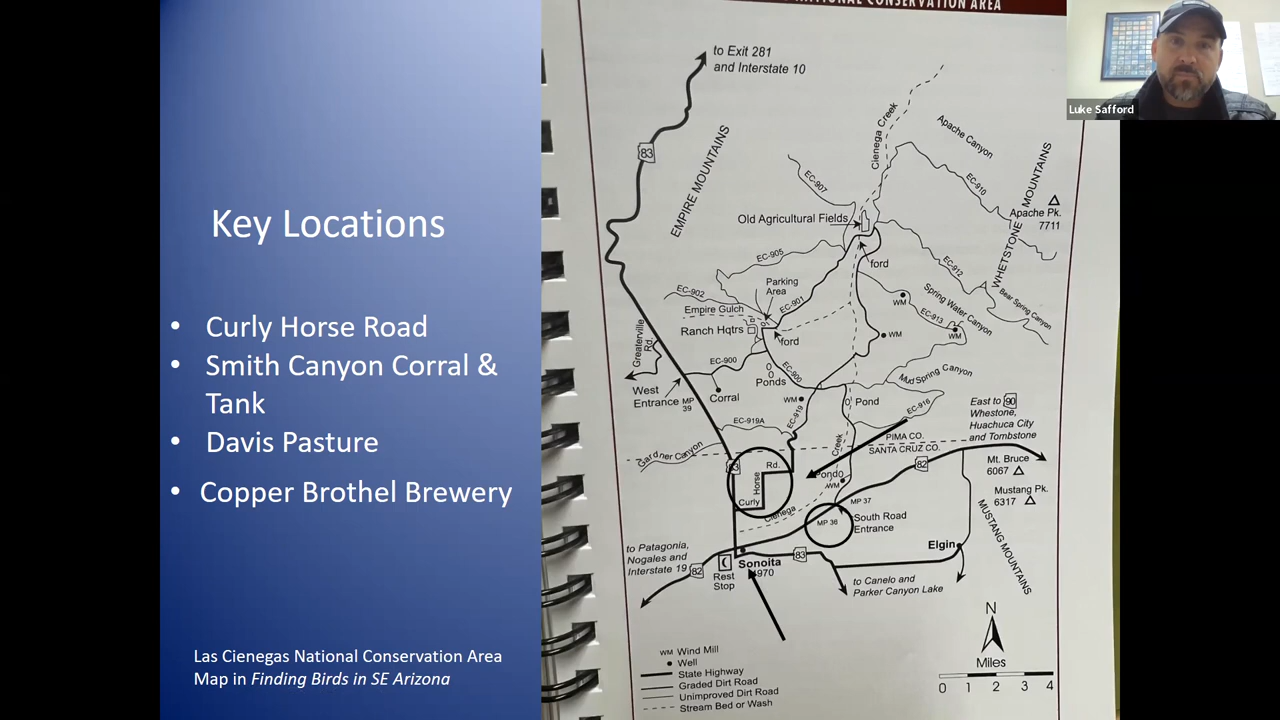 Key Locations
• Curly Horse Road
• Smith Canyon Corral &
Tank
• Davis Pasture
• Copper Brothel Brewery
Las Cienegas National Conservation Area
Map in Finding Birds in SE Arizona
NATIONAL CONSERVATION AREA
Luke Safford
to Exit 281
and Interstate 10
83
EMPIRE MOUNTAINS
Cienega Creek
Apache Canyon
EC-907
EC-910
WHETSTONE MOUNTAINS
Apache Pk.
7711
Old Agricultural Fields
ford
EC-905
EC-912
Parking
Area
EC-902
EC-901
WM
Spring Water Canyon
Bear Spring Canyon
Empire Gulch
EC-913
Ranch Hqtrs
ford
WM
WM
Greaterville
Rd.
EC-900
EC-900
Ponds
Mud Spring Canyon
West
Entrance
MP
39
Corral
WM
EC-919
Pond
EC-916
East to 90
Whestone,
Huachuca City
and Tombstone
EC-919A
Creek
PIMA CO.
SANTA CRUZ CO.
Gardner Canyon
83
Rd.
Horse
Curly
Pond
WM
82
Mt. Bruce
6067
Mustang Pk.
6317
MP 37
Cienega
MP 36
South Road
Entrance
MUSTANG MOUNTAINS
to Patagonia,
Nogales and
Interstate 19
82
Rest
Stop
Sonoita
4970
83
Elgin
to Canelo and
Parker Canyon Lake
N
Miles
0 1 2 3 4
WM Wind Mill
Well
State Highway
Graded Dirt Road
Unimproved Dirt Road
Stream Bed or Wash